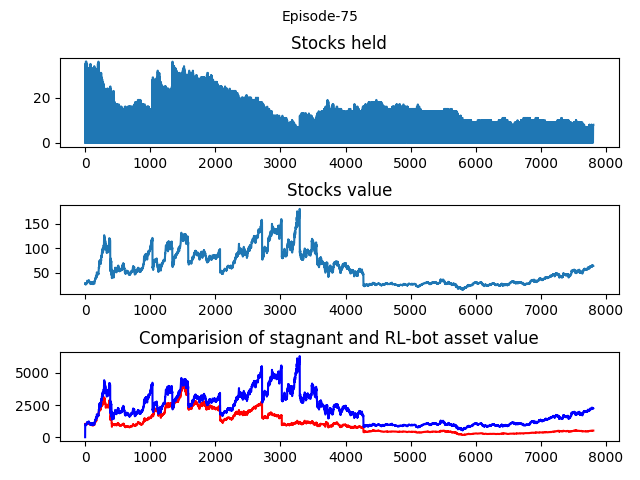 Episode-75
Stocks held
20
0
0 1000 2000 3000 4000 5000 6000 7000 8000
Stocks value
150
100
50
0 1000 2000 3000 4000 5000 6000 7000 8000
Comparision of stagnant and RL-bot asset value
5000
2500
0
0 1000 2000 3000 4000 5000 6000 7000 8000